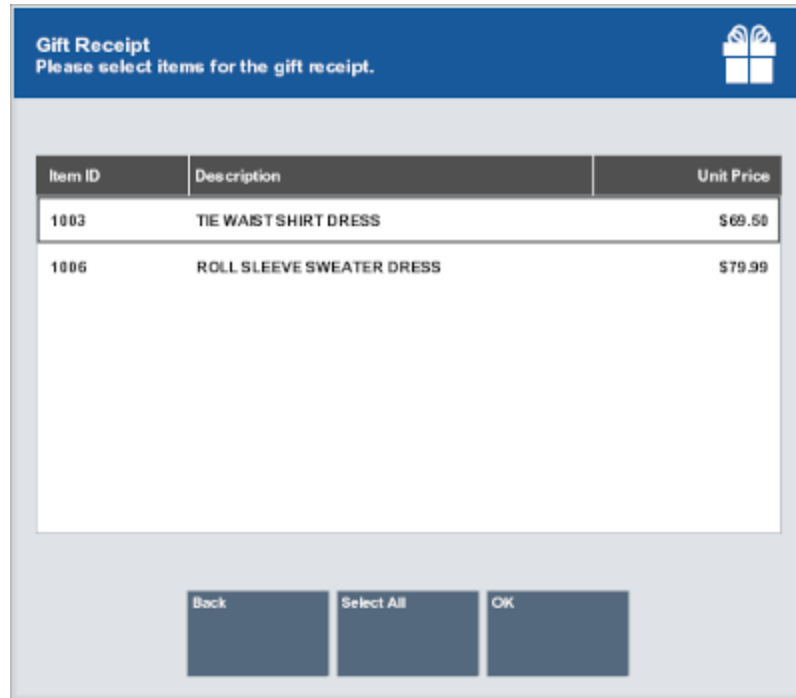 Gift Receipt
Please select items for the gift receipt.
Item ID Description Unit Price
1003 TIE WAIST SHIRT DRESS $69.50
1006 ROLL SLEEVE SWEATER DRESS $79.99
Back Select All OK